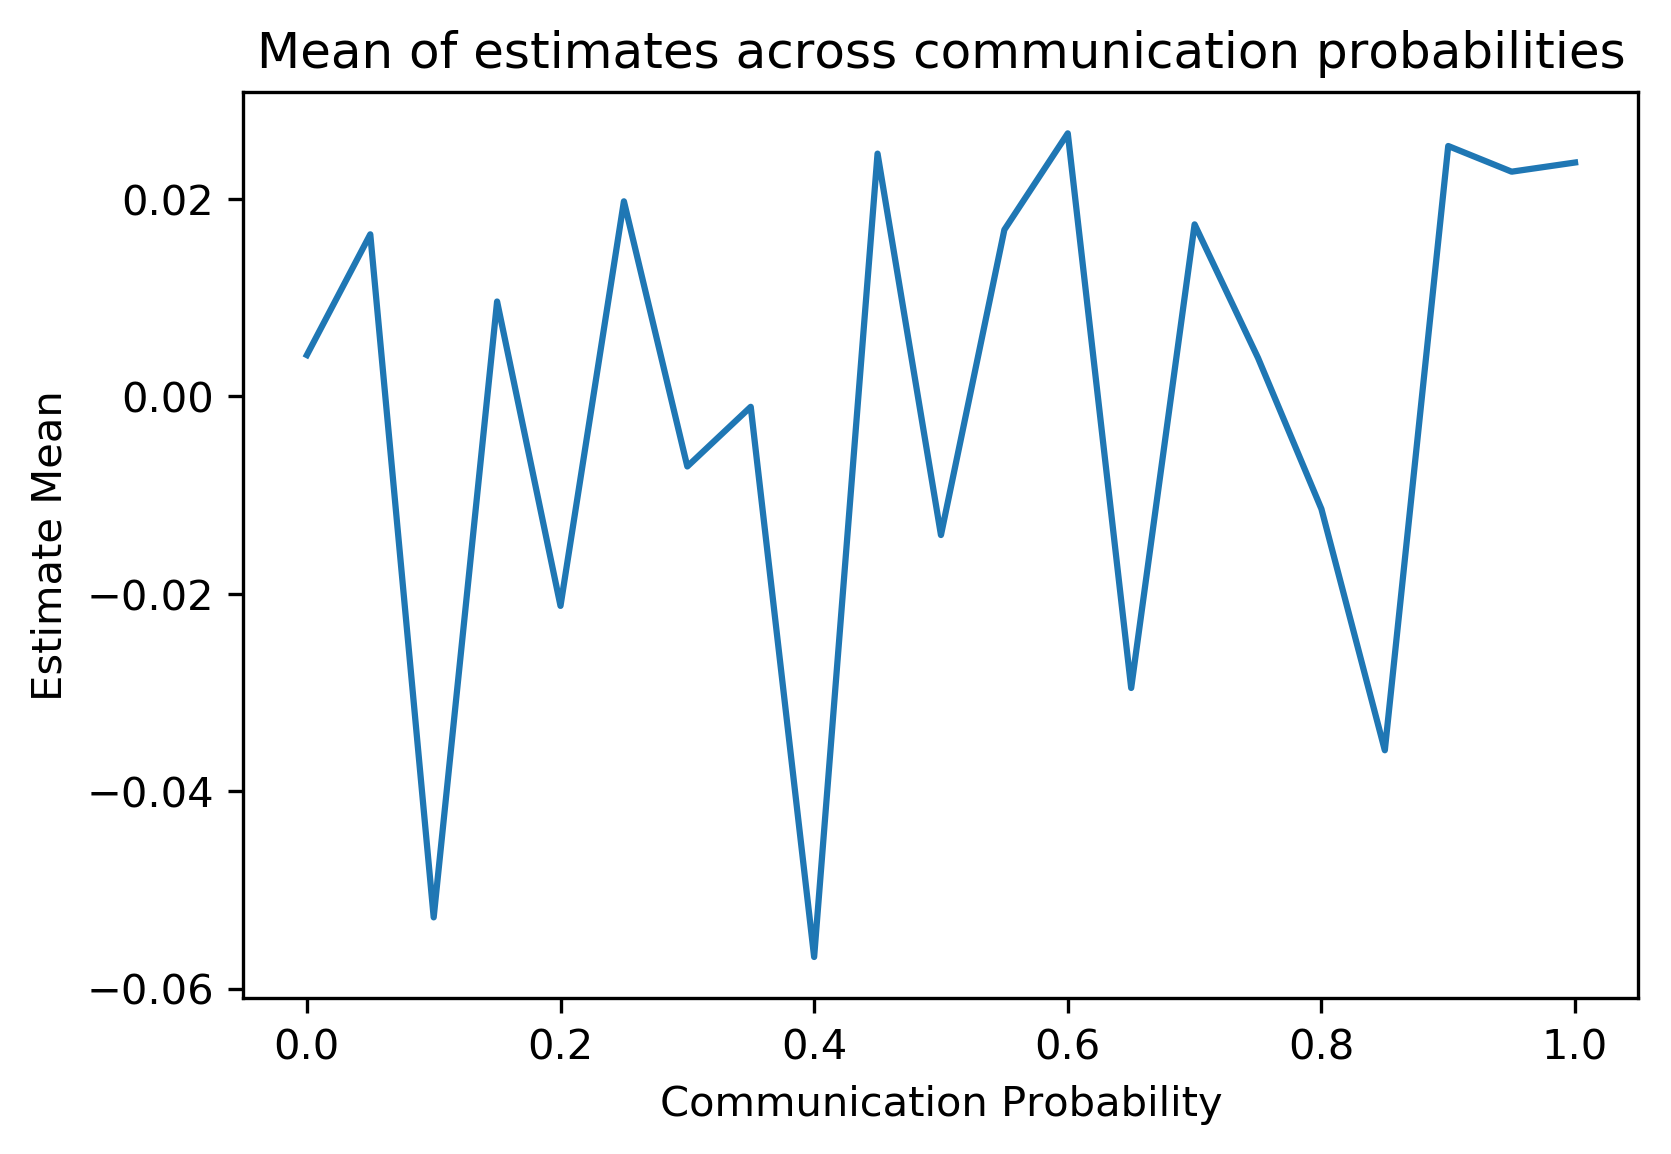 Mean of estimates across communication probabilities
Estimate Mean
0.02
0.00
−0.02
−0.04
−0.06
0.0 0.2 0.4 0.6 0.8 1.0
Communication Probability